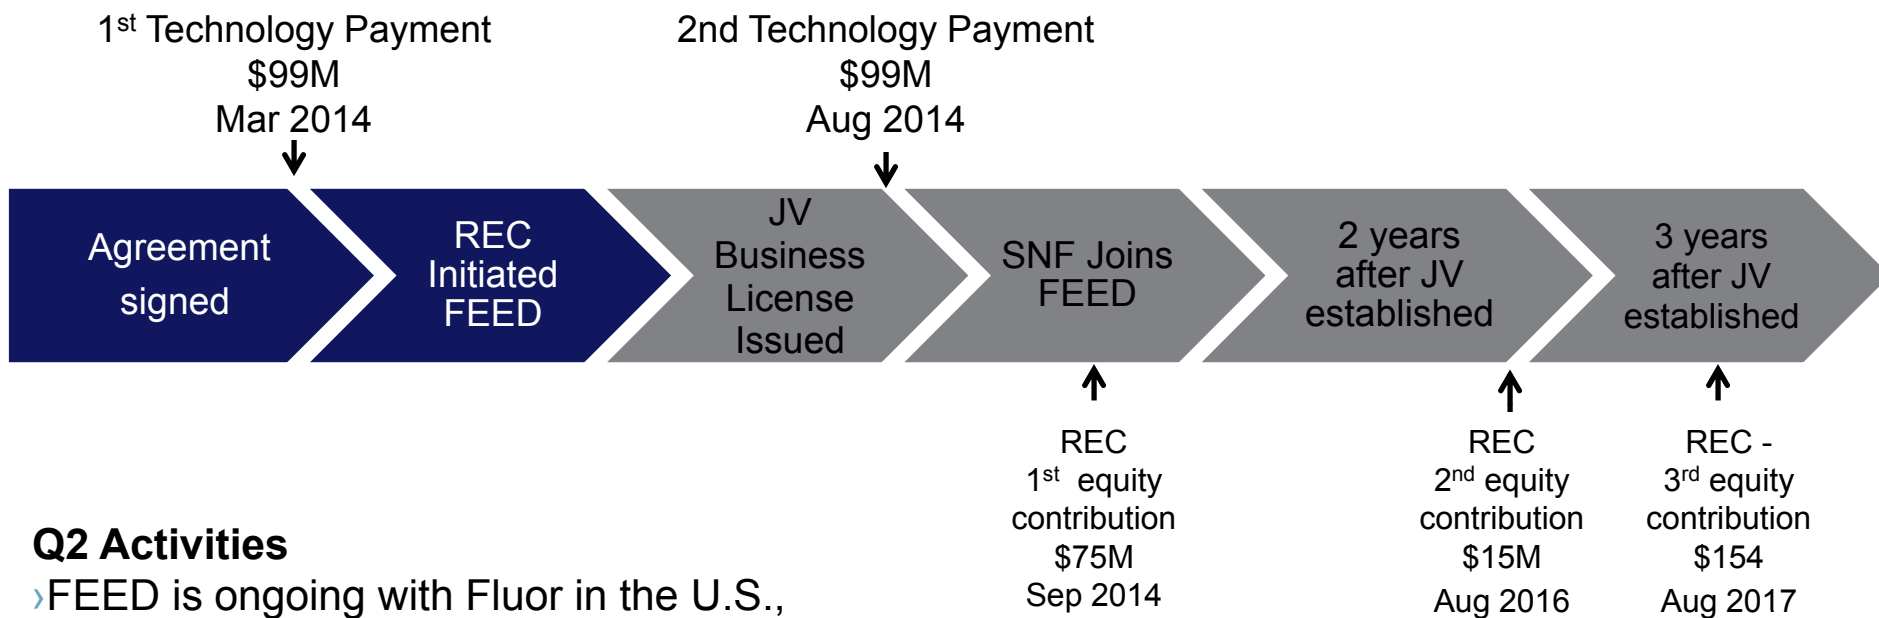 1st Technology Payment
$99M
Mar 2014
2nd Technology Payment
$99M
Aug 2014
Agreement
signed
REC
Initiated
FEED
JV
Business
License
Issued
SNF Joins
FEED
2 years
after JV
established
3 years
after JV
established
REC
1st equity
contribution
$75M
Sep 2014
REC
2nd equity
contribution
$15M
Aug 2016
REC -
3rd equity
contribution
$154
Aug 2017
Q2 Activities
›FEED is ongoing with Fluor in the U.S.,